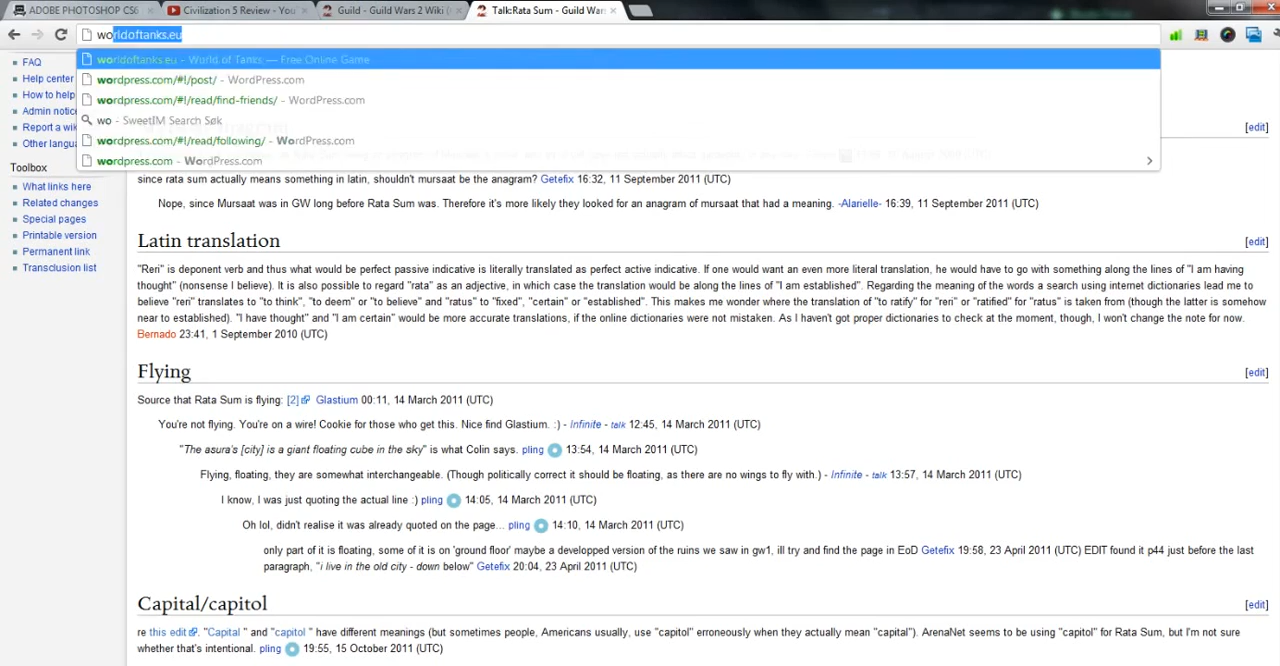 ADOBE PHOTOSHOP CS6
Civilization 5 Review - You
Guild - Guild Wars 2 Wiki (
Talk:Rata Sum - Guild War
worldoftanks.eu
worldoftanks.eu - World of Tanks — Free Online Game
wordpress.com/#!/post/ - WordPress.com
wordpress.com/#!/read/find-friends/ - WordPress.com
wo - SweetIM Search Søk
wordpress.com/#!/read/following/ - WordPress.com
wordpress.com - WordPress.com
FAQ
Help center
How to help
Admin notice
Report a wik
Other langu
Toolbox
What links here
Related changes
Special pages
Printable version
Permanent link
Transclusion list
[edit]
since rata sum actually means something in latin, shouldn't mursaat be the anagram? Getefix 16:32, 11 September 2011 (UTC)
Nope, since Mursaat was in GW long before Rata Sum was. Therefore it's more likely they looked for an anagram of mursaat that had a meaning. -Alarielle- 16:39, 11 September 2011 (UTC)
Latin translation [edit]
"Reri" is deponent verb and thus what would be perfect passive indicative is literally translated as perfect active indicative. If one would want an even more literal translation, he would have to go with something along the lines of "I am having
thought" (nonsense I believe). It is also possible to regard "rata" as an adjective, in which case the translation would be along the lines of "I am established". Regarding the meaning of the words a search using internet dictionaries lead me to
believe "reri" translates to "to think", "to deem" or "to believe" and "ratus" to "fixed", "certain" or "established". This makes me wonder where the translation of "to ratify" for "reri" or "ratified" for "ratus" is taken from (though the latter is somehow
near to established). "I have thought" and "I am certain" would be more accurate translations, if the online dictionaries were not mistaken. As I haven't got proper dictionaries to check at the moment, though, I won't change the note for now.
Bernado 23:41, 1 September 2010 (UTC)
Flying [edit]
Source that Rata Sum is flying: [2] Glastium 00:11, 14 March 2011 (UTC)
You're not flying. You're on a wire! Cookie for those who get this. Nice find Glastium. :) - Infinite - talk 12:45, 14 March 2011 (UTC)
"The asura's [city] is a giant floating cube in the sky" is what Colin says. pling 13:54, 14 March 2011 (UTC)
Flying, floating, they are somewhat interchangeable. (Though politically correct it should be floating, as there are no wings to fly with.) - Infinite - talk 13:57, 14 March 2011 (UTC)
I know, I was just quoting the actual line :) pling 14:05, 14 March 2011 (UTC)
Oh lol, didn't realise it was already quoted on the page... pling 14:10, 14 March 2011 (UTC)
only part of it is floating, some of it is on 'ground floor' maybe a developped version of the ruins we saw in gw1, ill try and find the page in EoD Getefix 19:58, 23 April 2011 (UTC) EDIT found it p44 just before the last
paragraph, "i live in the old city - down below" Getefix 20:04, 23 April 2011 (UTC)
Capital/capitol [edit]
re this edit. "Capital " and "capitol " have different meanings (but sometimes people, Americans usually, use "capitol" erroneously when they actually mean "capital"). ArenaNet seems to be using "capitol" for Rata Sum, but I'm not sure
whether that's intentional. pling 19:55, 15 October 2011 (UTC)